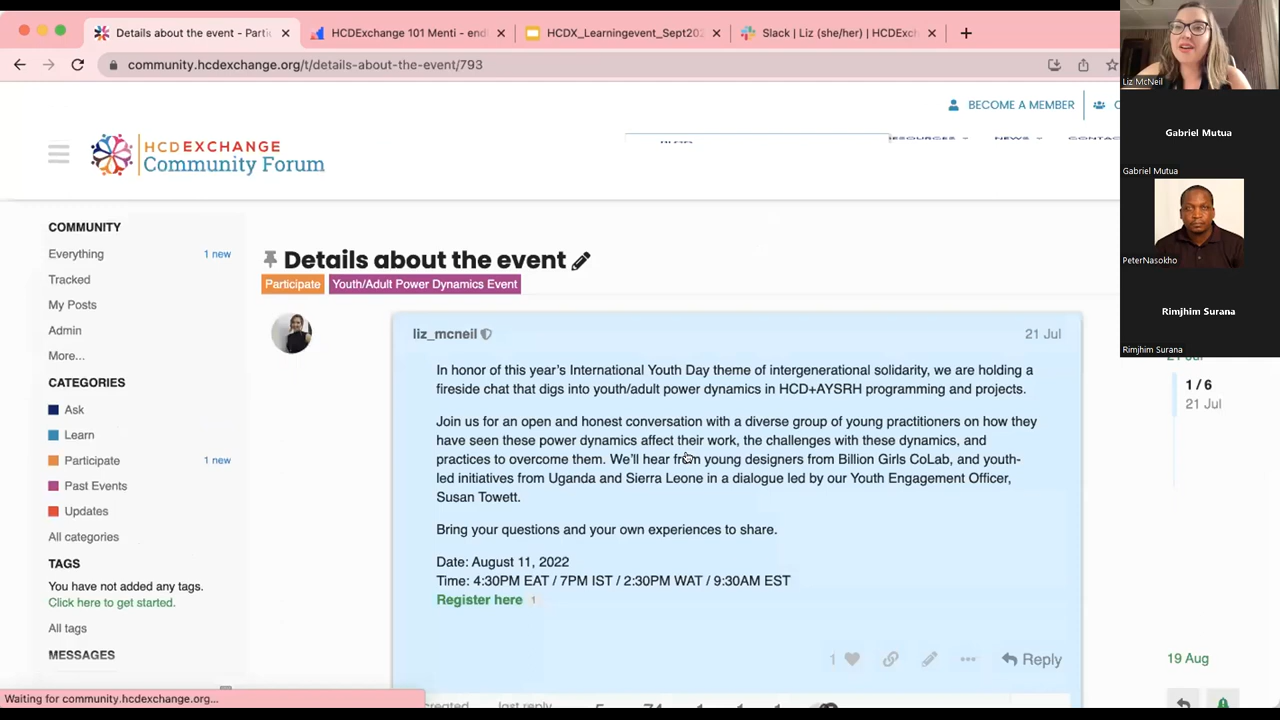 Details about the event - Partic
HCDExchange 101 Menti - end
HCDX_Learningevent_Sept202
Slack | Liz (she/her) | HCDExch
community.hcdexchange.org/t/details-about-the-event/793
BECOME A MEMBER
HCDEXCHANGE
Community Forum
COMMUNITY
Everything 1 new
Tracked
My Posts
Admin
More...
CATEGORIES
Ask
Learn
Participate 1 new
Past Events
Updates
All categories
TAGS
You have not added any tags.
Click here to get started.
All tags
MESSAGES
Waiting for community.hcdexchange.org...
Details about the event
Participate Youth/Adult Power Dynamics Event
liz_mcneil 21 Jul
In honor of this year's International Youth Day theme of intergenerational solidarity, we are holding a
fireside chat that digs into youth/adult power dynamics in HCD+AYSRH programming and projects.
Join us for an open and honest conversation with a diverse group of young practitioners on how they
have seen these power dynamics affect their work, the challenges with these dynamics, and
practices to overcome them. We'll hear from young designers from Billion Girls CoLab, and youth-
led initiatives from Uganda and Sierra Leone in a dialogue led by our Youth Engagement Officer,
Susan Towett.
Bring your questions and your own experiences to share.
Date: August 11, 2022
Time: 4:30PM EAT / 7PM IST / 2:30PM WAT / 9:30AM EST
Register here 1
1
Reply
created last reply
21 Jul
1 / 6
21 Jul
19 Aug
Liz McNeil
Gabriel Mutua
Gabriel Mutua
PeterNasokho
Rimjhim Surana
Rimjhim Surana